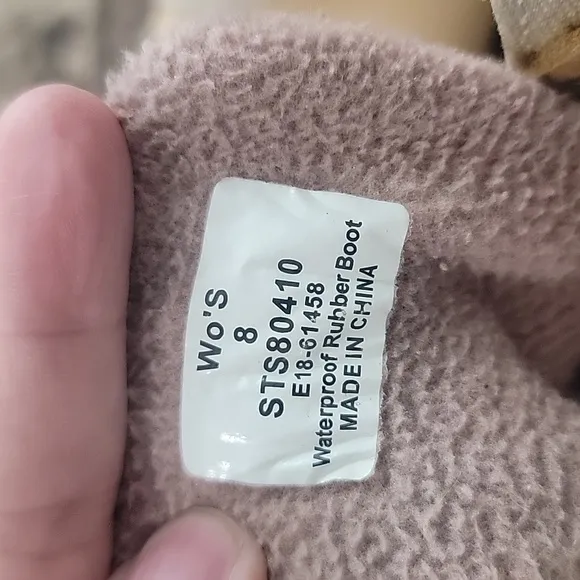 Wo'S
8
STS80410
E18-61458
Waterproof Rubber Boot
MADE IN CHINA